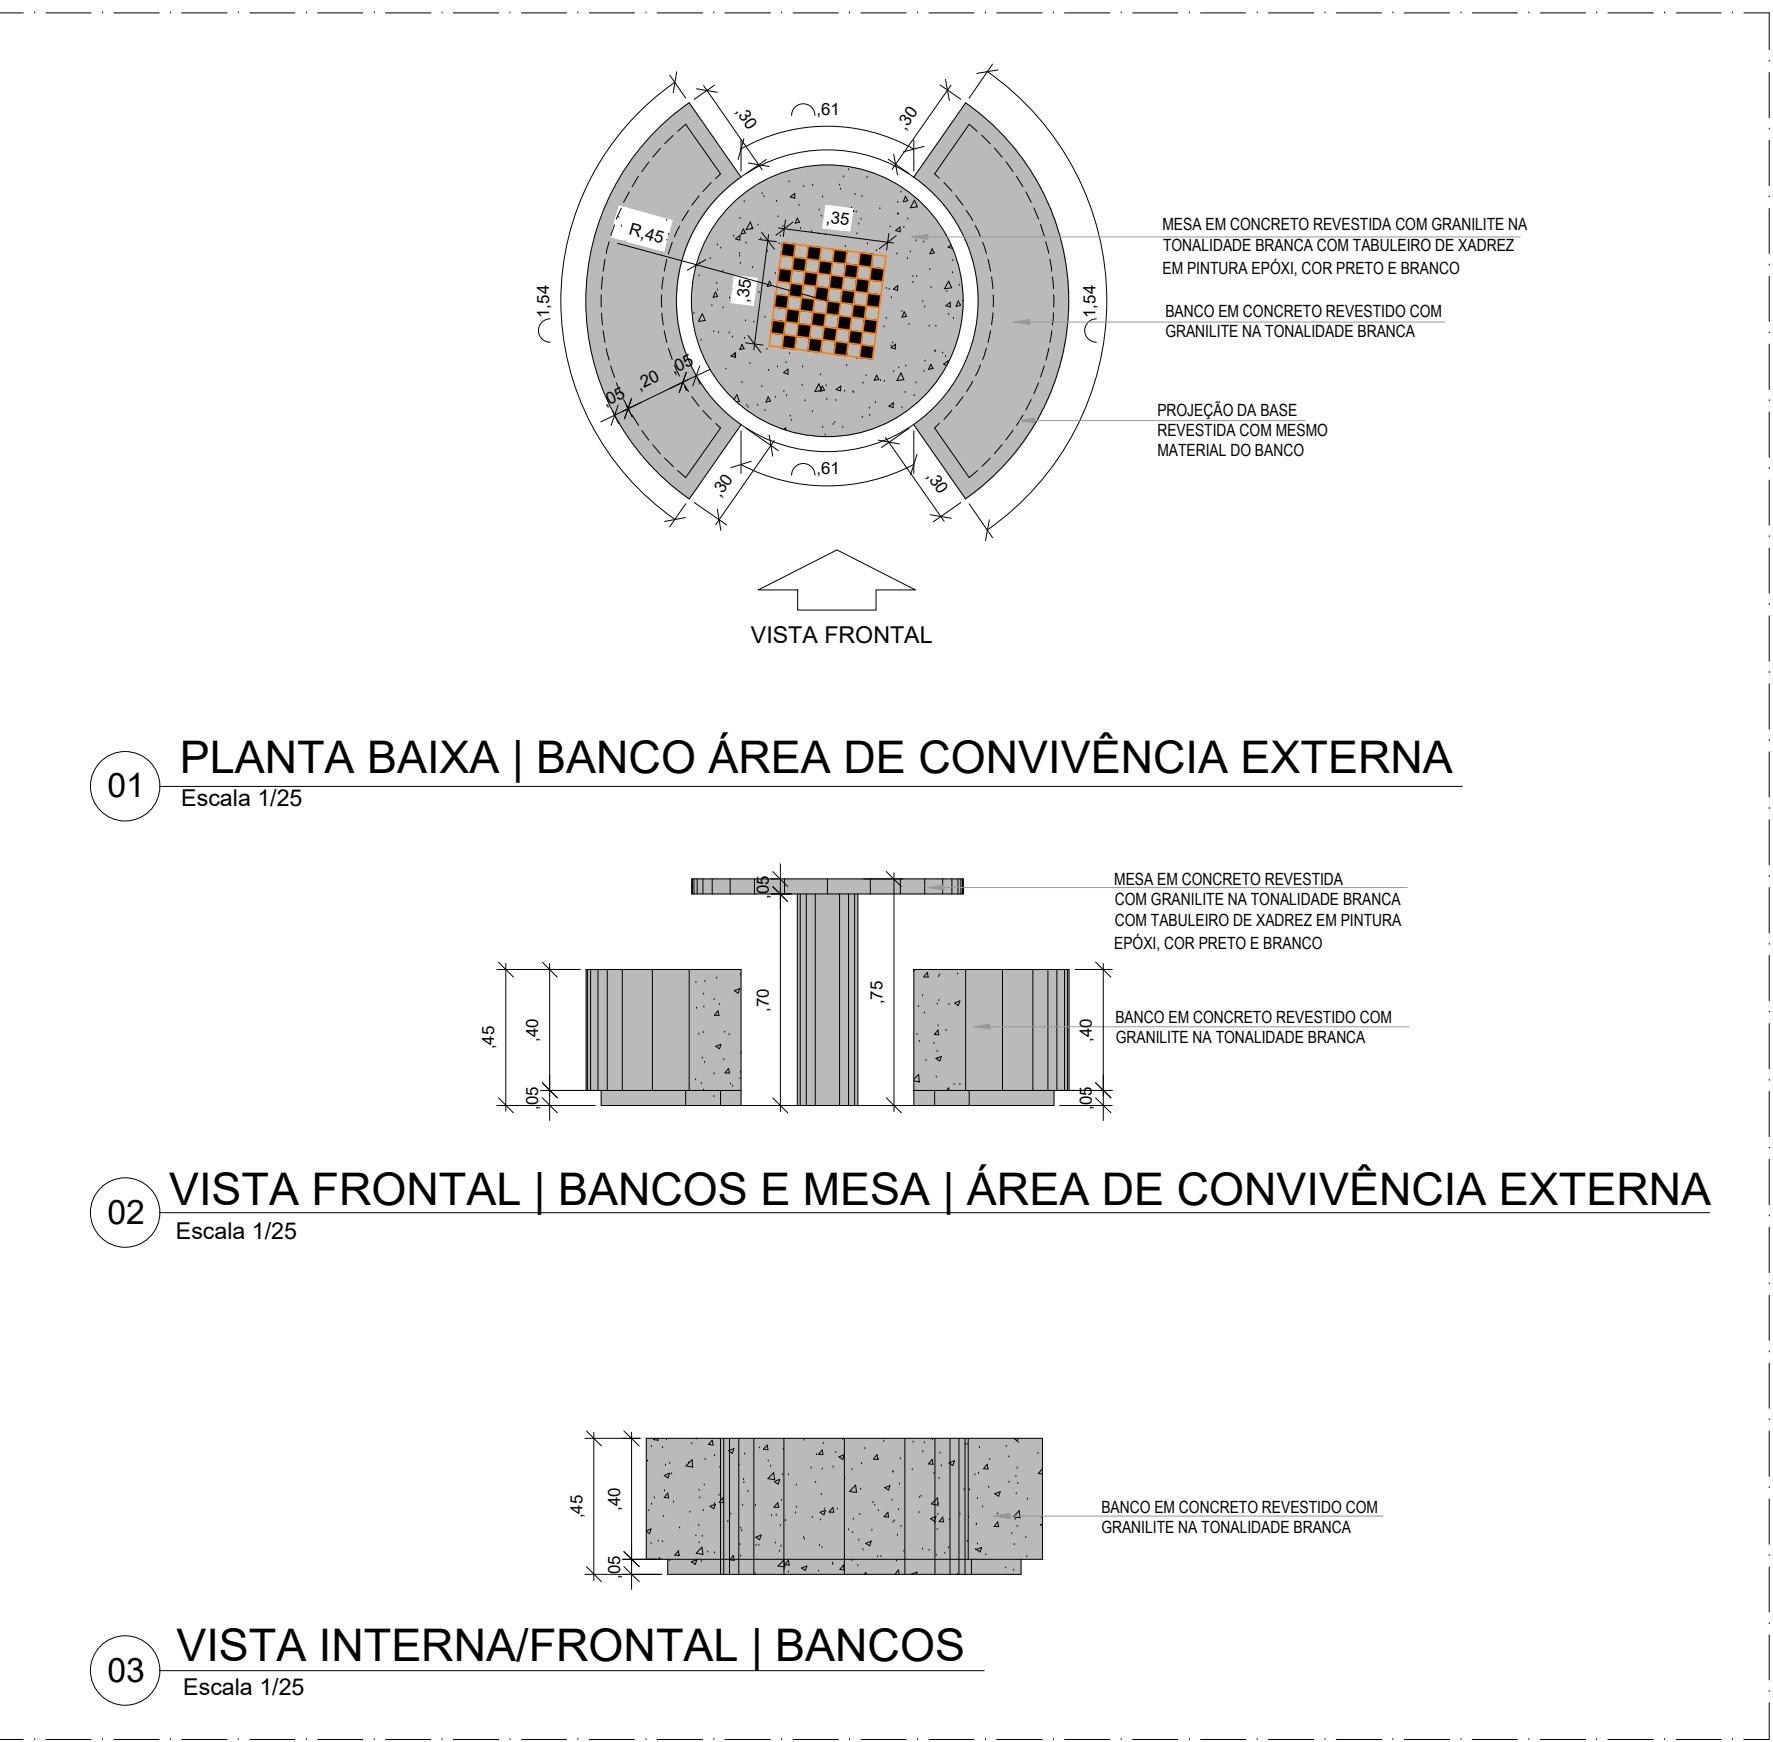 ,30
,61
,30
,35
R,45
,35
1,54
1,54
,05
,20
,05
,61
,30
,30
MESA EM CONCRETO REVESTIDA COM GRANILITE NA
TONALIDADE BRANCA COM TABULEIRO DE XADREZ
EM PINTURA EPÓXI, COR PRETO E BRANCO
BANCO EM CONCRETO REVESTIDO COM
GRANILITE NA TONALIDADE BRANCA
PROJEÇÃO DA BASE
REVESTIDA COM MESMO
MATERIAL DO BANCO
VISTA FRONTAL
01
PLANTA BAIXA | BANCO ÁREA DE CONVIVÊNCIA EXTERNA
Escala 1/25
,05
,70
,75
,45
,40
,05
,40
,05
MESA EM CONCRETO REVESTIDA
COM GRANILITE NA TONALIDADE BRANCA
COM TABULEIRO DE XADREZ EM PINTURA
EPÓXI, COR PRETO E BRANCO
BANCO EM CONCRETO REVESTIDO COM
GRANILITE NA TONALIDADE BRANCA
02
VISTA FRONTAL | BANCOS E MESA | ÁREA DE CONVIVÊNCIA EXTERNA
Escala 1/25
,45
,40
,05
BANCO EM CONCRETO REVESTIDO COM
GRANILITE NA TONALIDADE BRANCA
03
VISTA INTERNA/FRONTAL | BANCOS
Escala 1/25